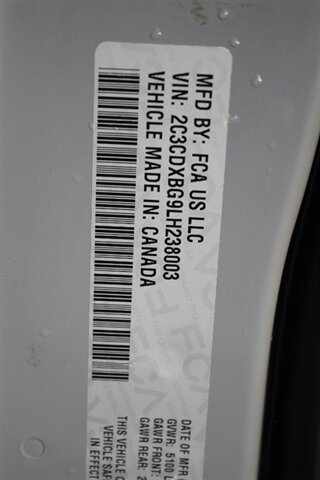 MFD BY: FCA US LLC
VIN: 2C3CDXBG9LH238003
VEHICLE MADE IN: CANADA
DATE OF MFR
GVWR: 5100 L
GAWR FRONT:
GAWR REAR: 2
THIS VEHICLE C
VEHICLE SAF
IN EFFECT